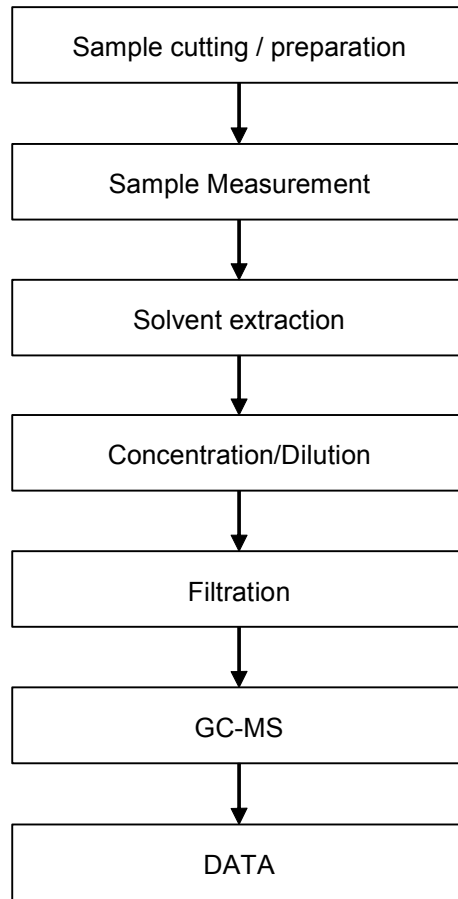 Sample cutting / preparation
Sample Measurement
Solvent extraction
Concentration/Dilution
Filtration
GC-MS
DATA